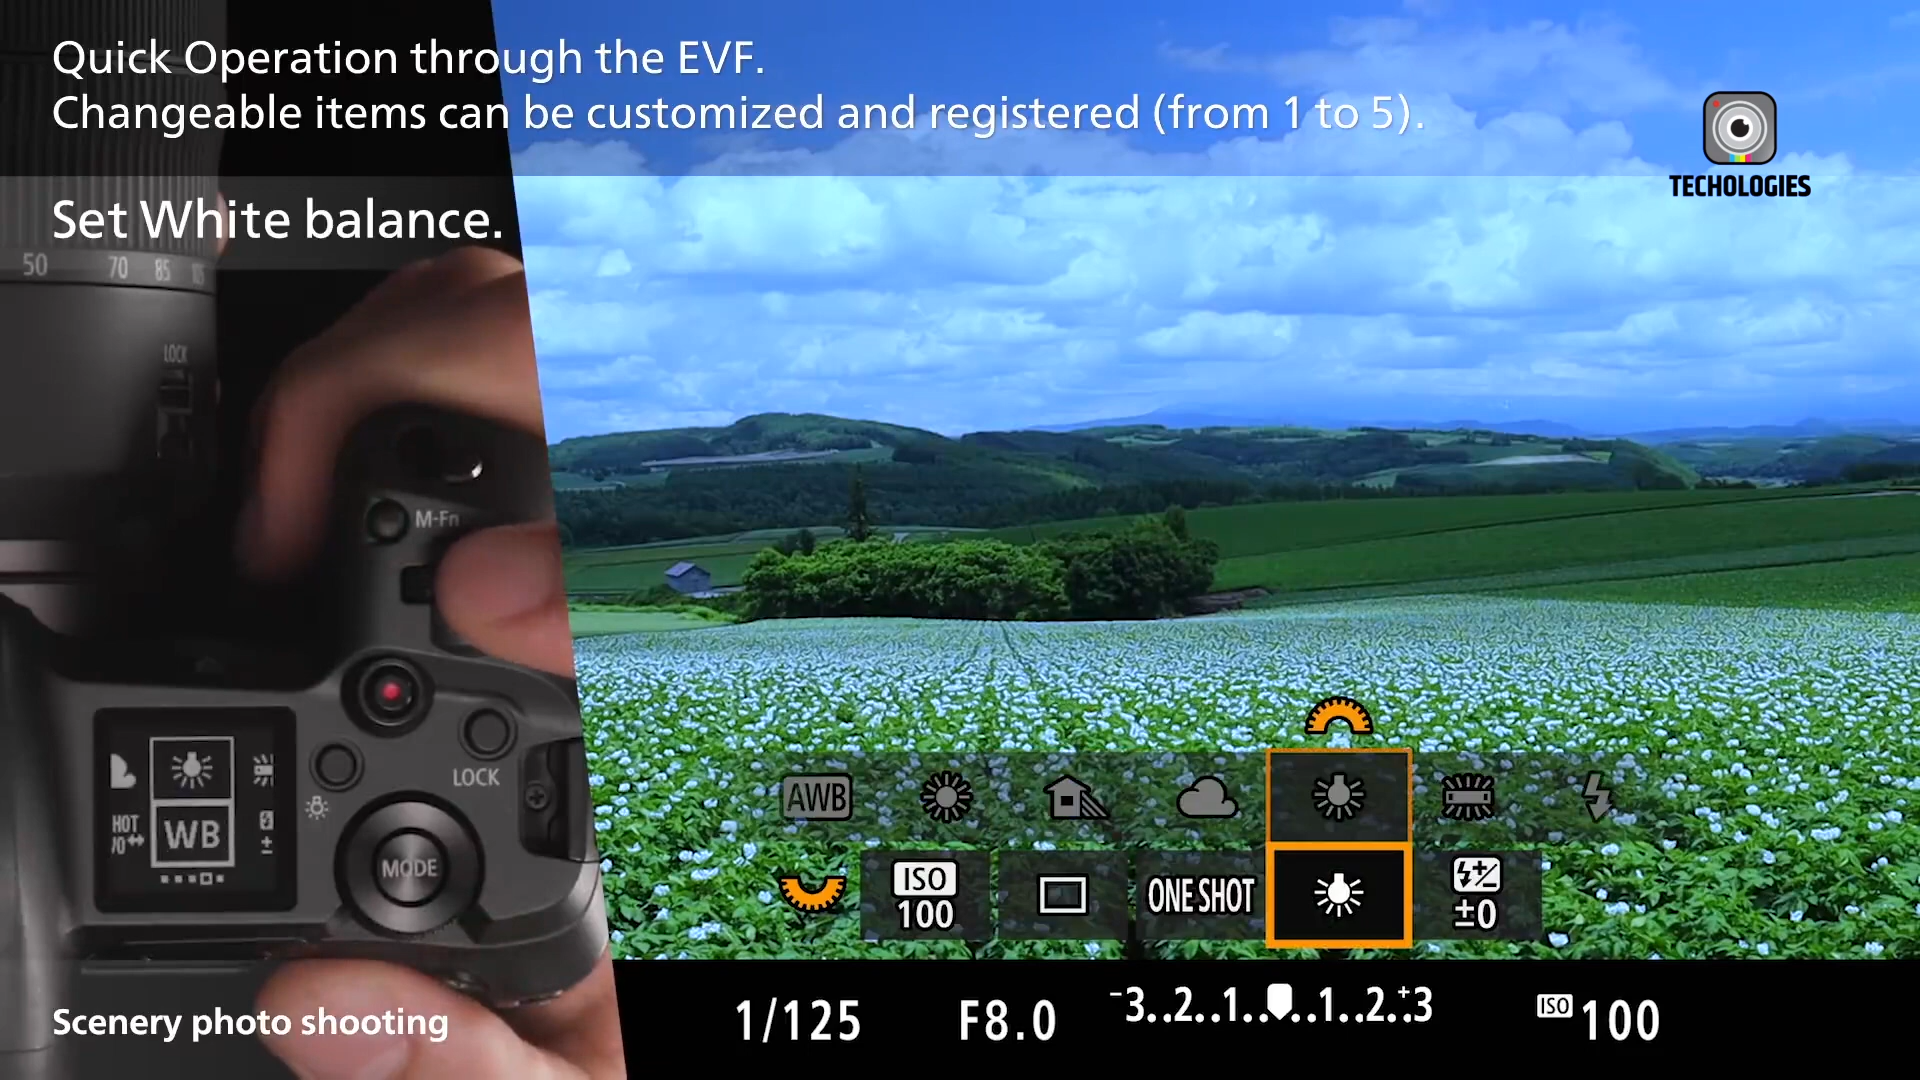 Quick Operation through the EVF.
Changeable items can be customized and registered (from 1 to 5).
TECHOLOGIES
Set White balance.
50 70 85 105
LOCK
M-Fn
LOCK
HOT
WB
MODE
AWB
ISO
100
ONE SHOT
±0
Scenery photo shooting
1/125 F8.0 -3..2..1....1..2..+3 ISO 100